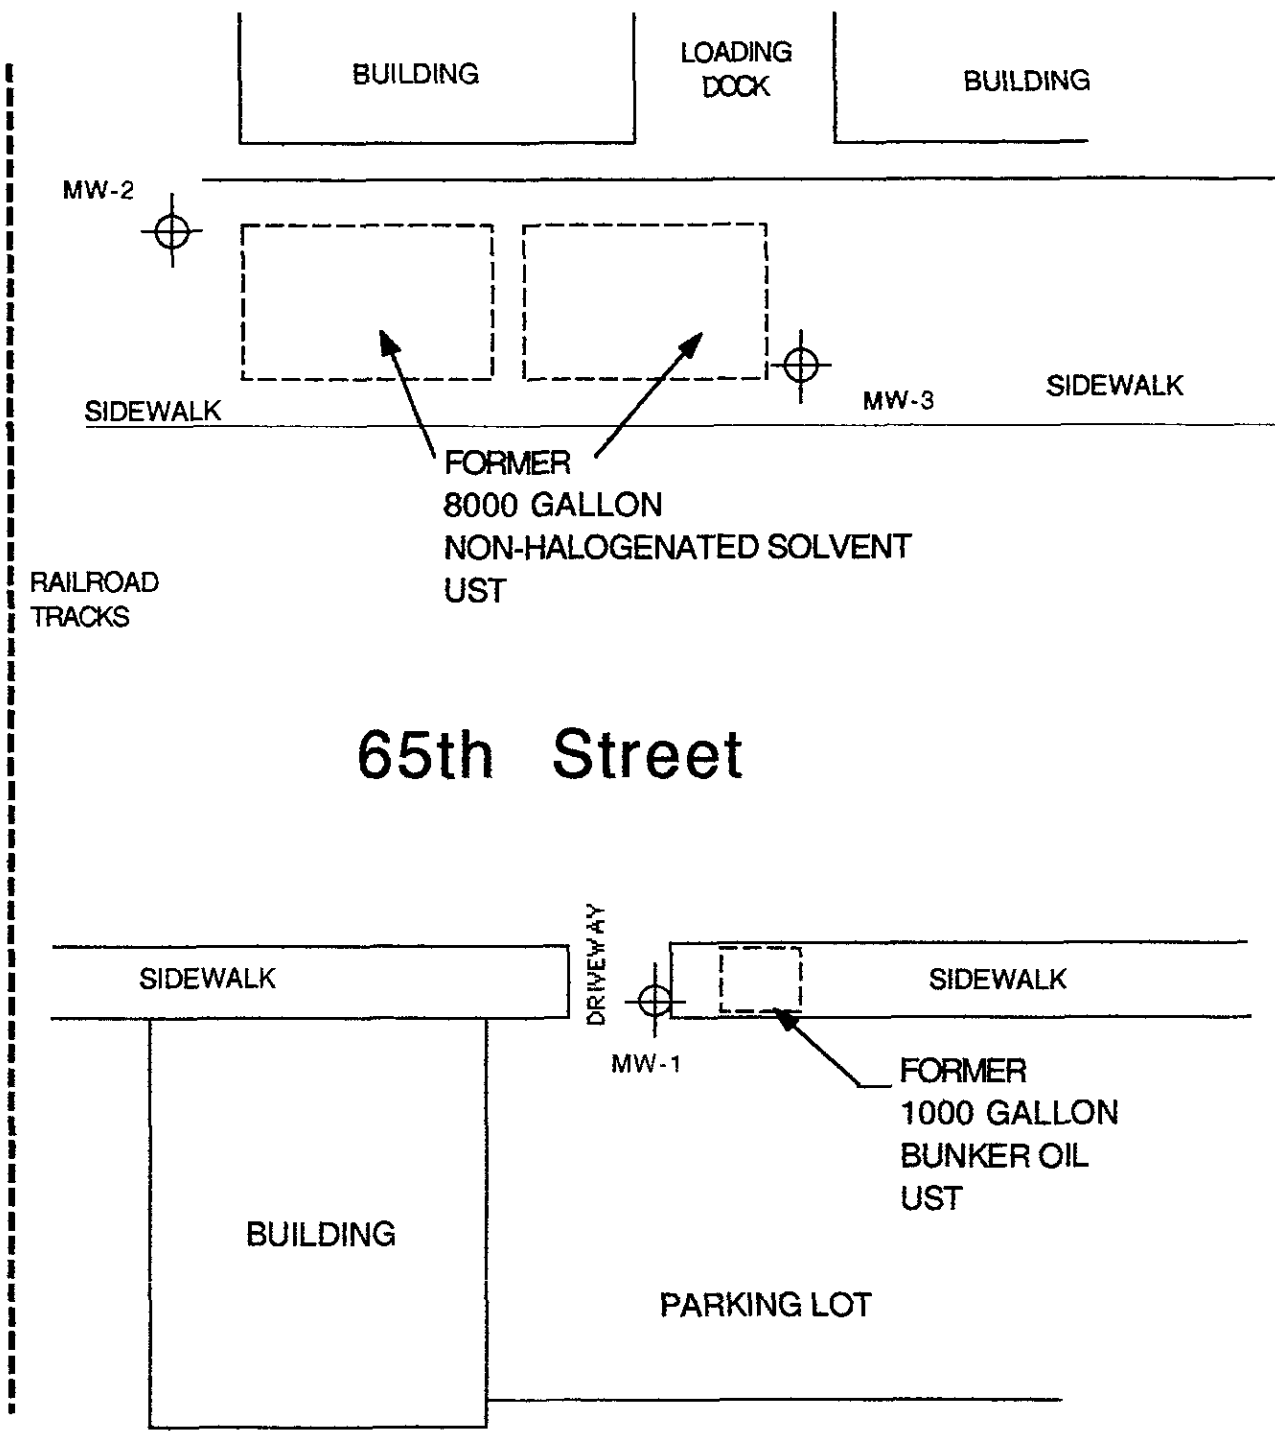 BUILDING
LOADING
DOCK
BUILDING
MW-2
MW-3
SIDEWALK
SIDEWALK
FORMER
8000 GALLON
NON-HALOGENATED SOLVENT
UST
RAILROAD
TRACKS
65th Street
DRIVEWAY
SIDEWALK
SIDEWALK
MW-1
FORMER
1000 GALLON
BUNKER OIL
UST
BUILDING
PARKING LOT